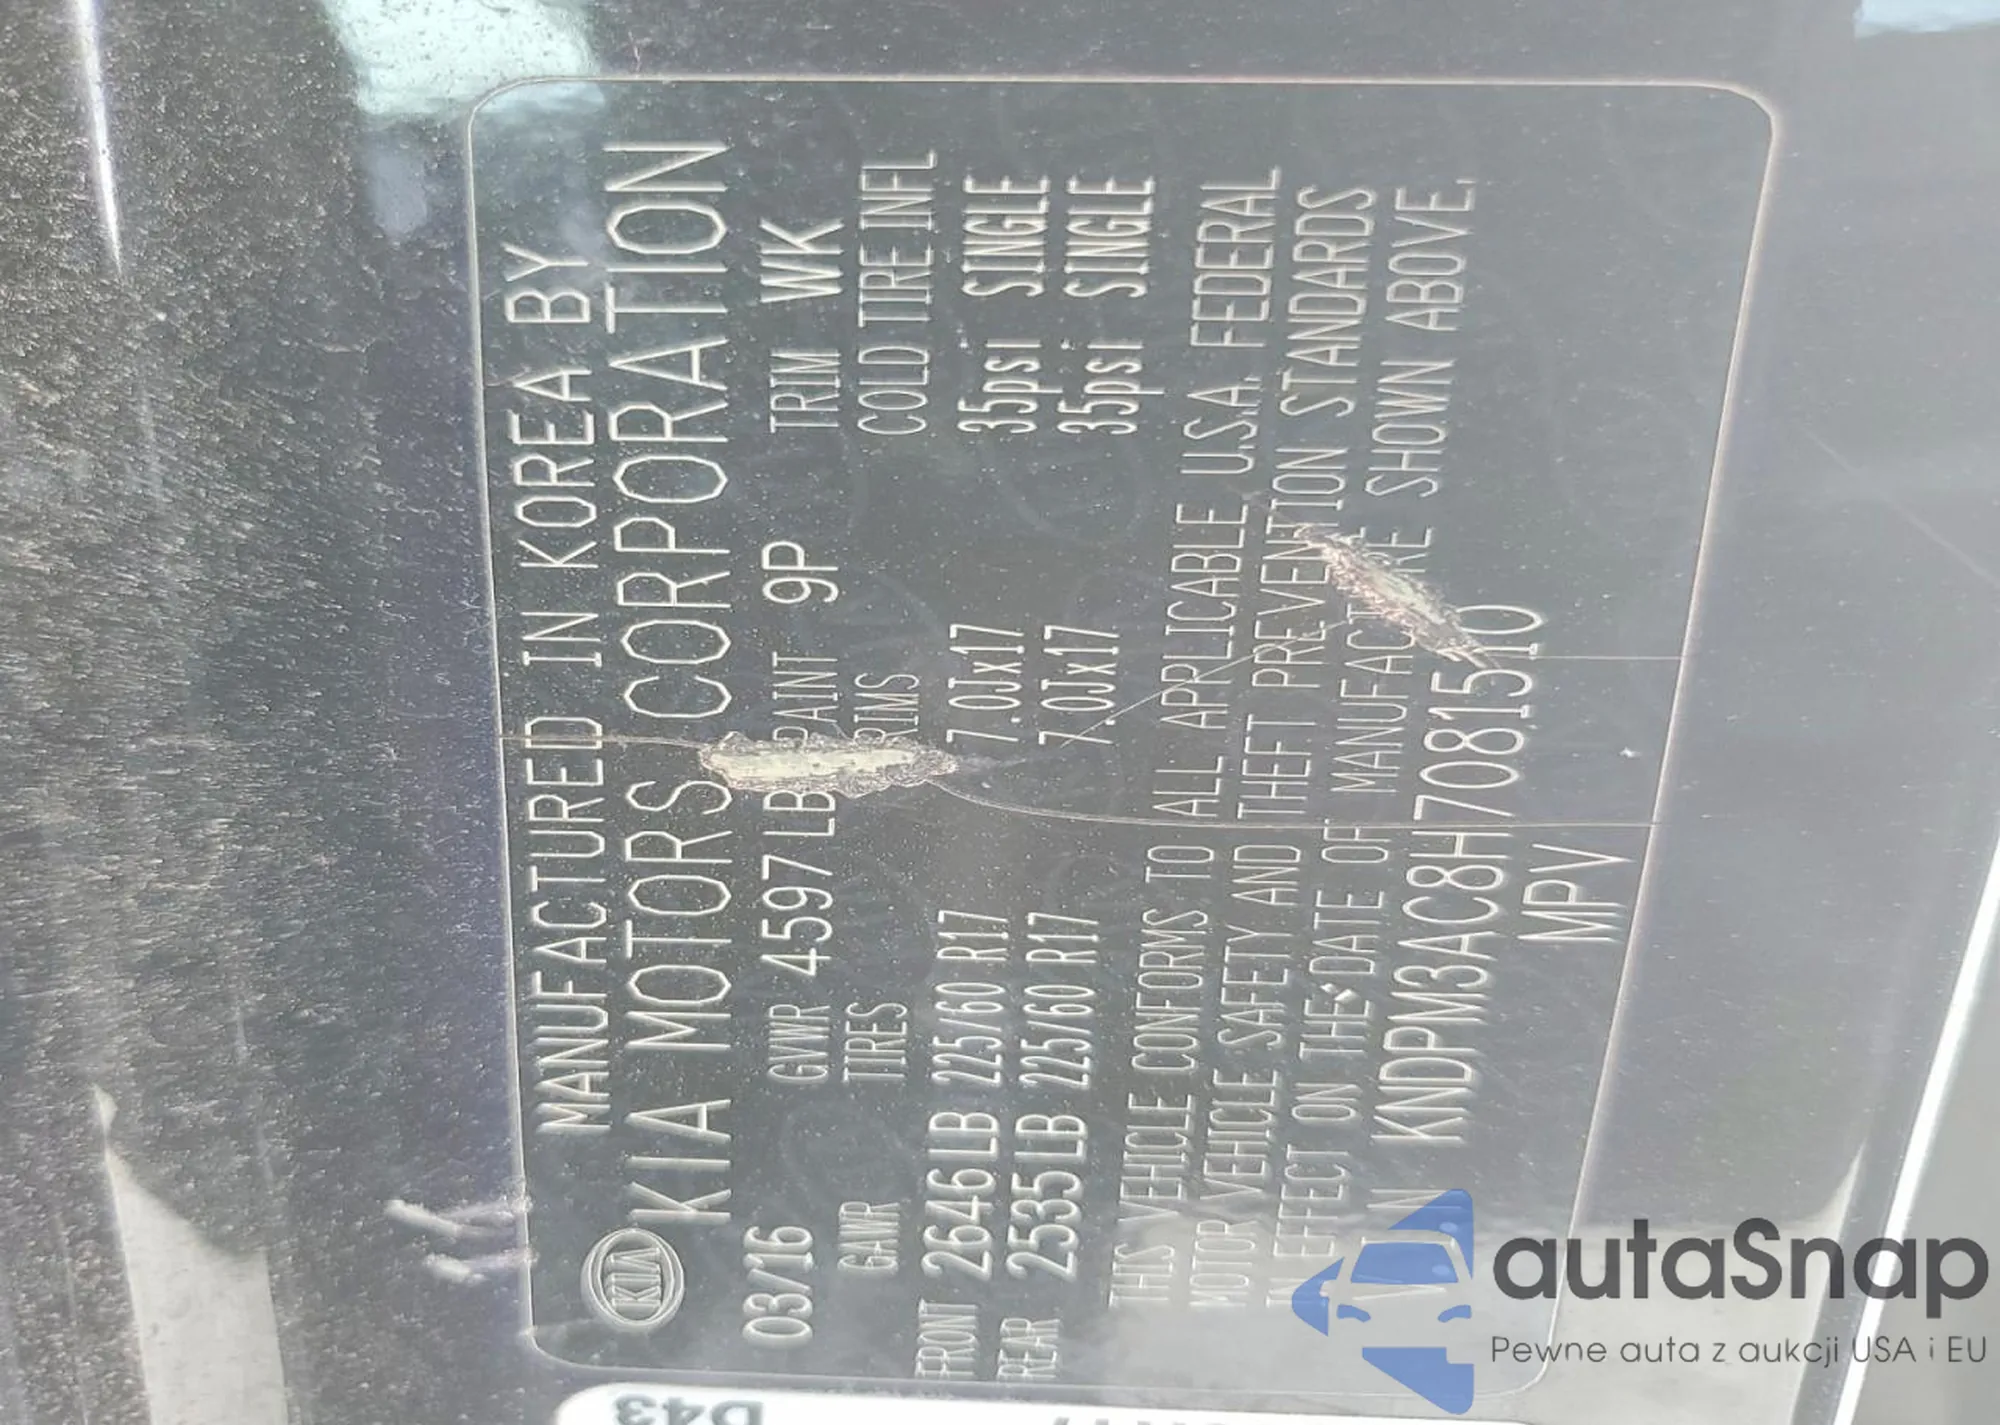 MANUFACTURED IN KOREA BY
KIA KIA MOTORS CORPORATION
03/16 GVWR 4597 LB PAINT 9P TRIM WK
GAWR TIRES RIMS COLD TIRE INFL
FRONT 2646 LB 225/60 R17 7.0Jx17 35psi SINGLE
REAR 2535 LB 225/60 R17 7.0Jx17 35psi SINGLE
THIS VEHICLE CONFORMS TO ALL APPLICABLE U.S.A. FEDERAL
MOTOR VEHICLE SAFETY AND THEFT PREVENTION STANDARDS
IN EFFECT ON THE DATE OF MANUFACTURE SHOWN ABOVE.
KNDPM3AC8H7081510
MPV
D43
autaSnap
Pewne auta z aukcji USA i EU